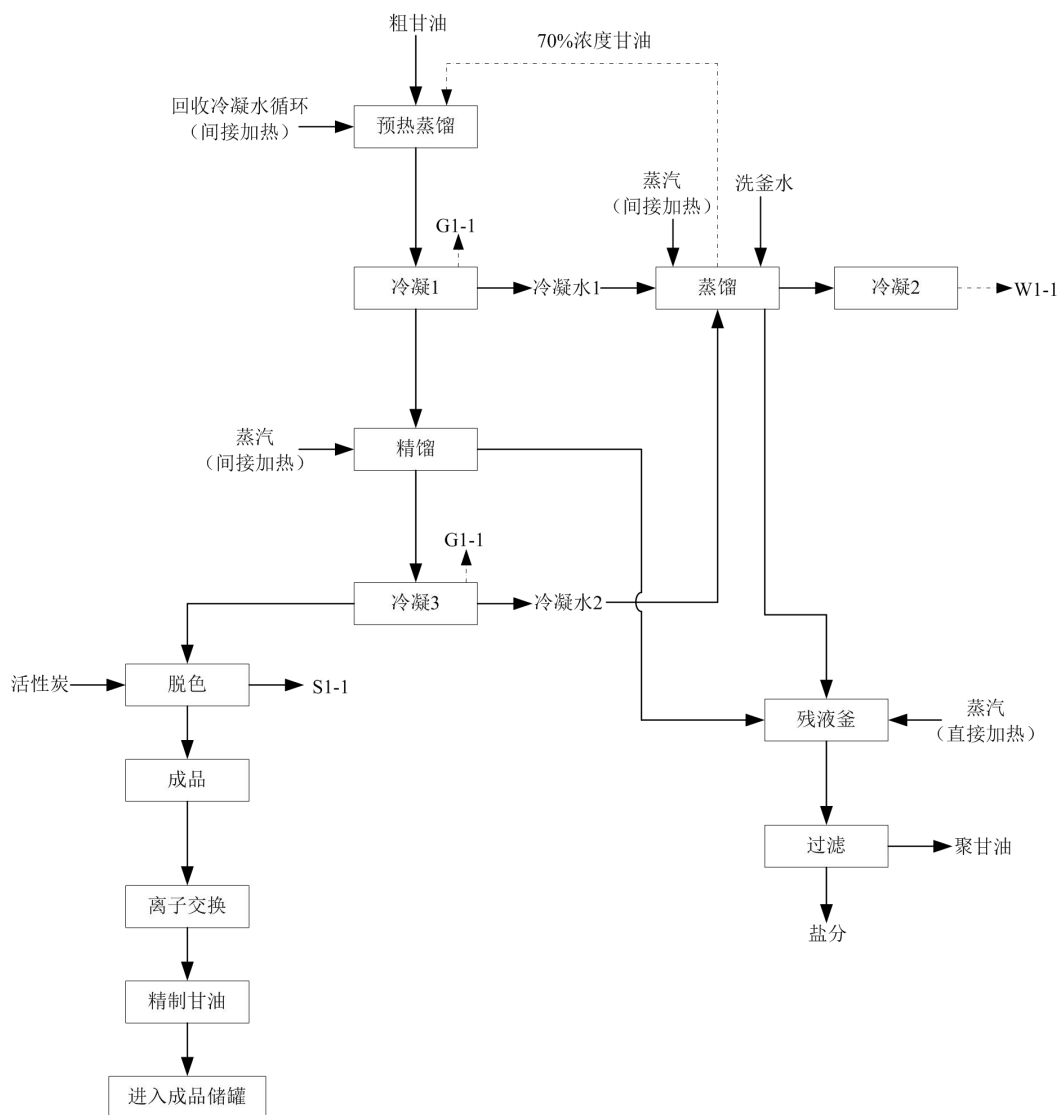 粗甘油
70%浓度甘油
回收冷凝水循环
（间接加热）
预热蒸馏
蒸汽
（间接加热）
洗釜水
G1-1
冷凝1
冷凝水1
蒸馏
冷凝2
W1-1
蒸汽
（间接加热）
精馏
G1-1
冷凝3
冷凝水2
活性炭
脱色
S1-1
残液釜
蒸汽
（直接加热）
成品
过滤
聚甘油
离子交换
盐分
精制甘油
进入成品储罐